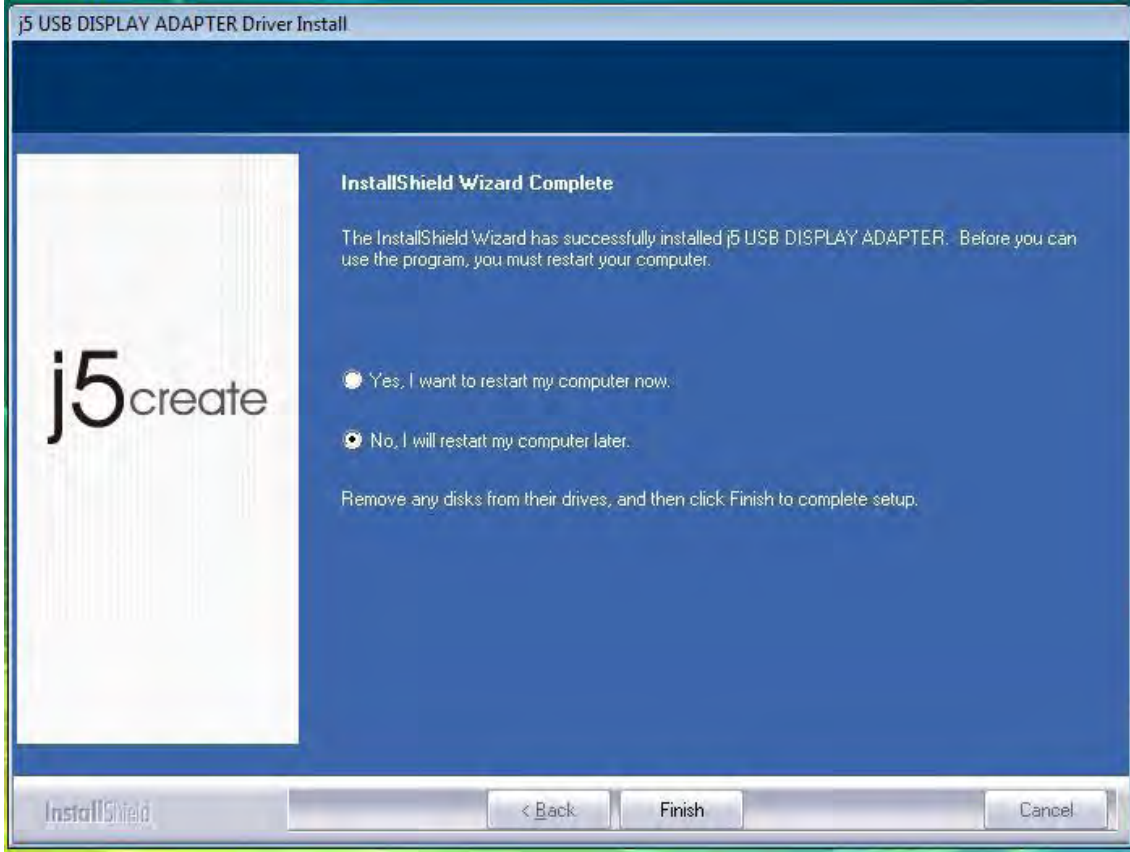 j5 USB DISPLAY ADAPTER Driver Install
InstallShield Wizard Complete
The InstallShield Wizard has successfully installed j5 USB DISPLAY ADAPTER. Before you can
use the program, you must restart your computer.
j5create
Yes, I want to restart my computer now.
No, I will restart my computer later.
Remove any disks from their drives, and then click Finish to complete setup.
InstallShield
< Back
Finish
Cancel